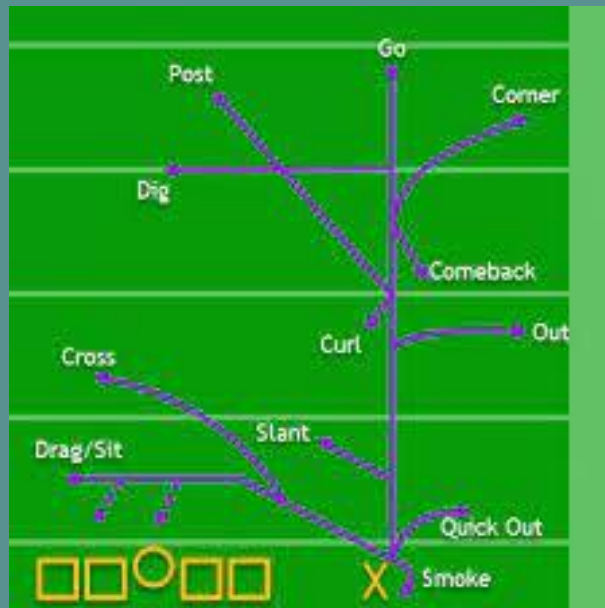 Go
Post
Corner
Dig
Comeback
Out
Curl
Cross
Slant
Drag/Sit
Quick Out
X
Smoke